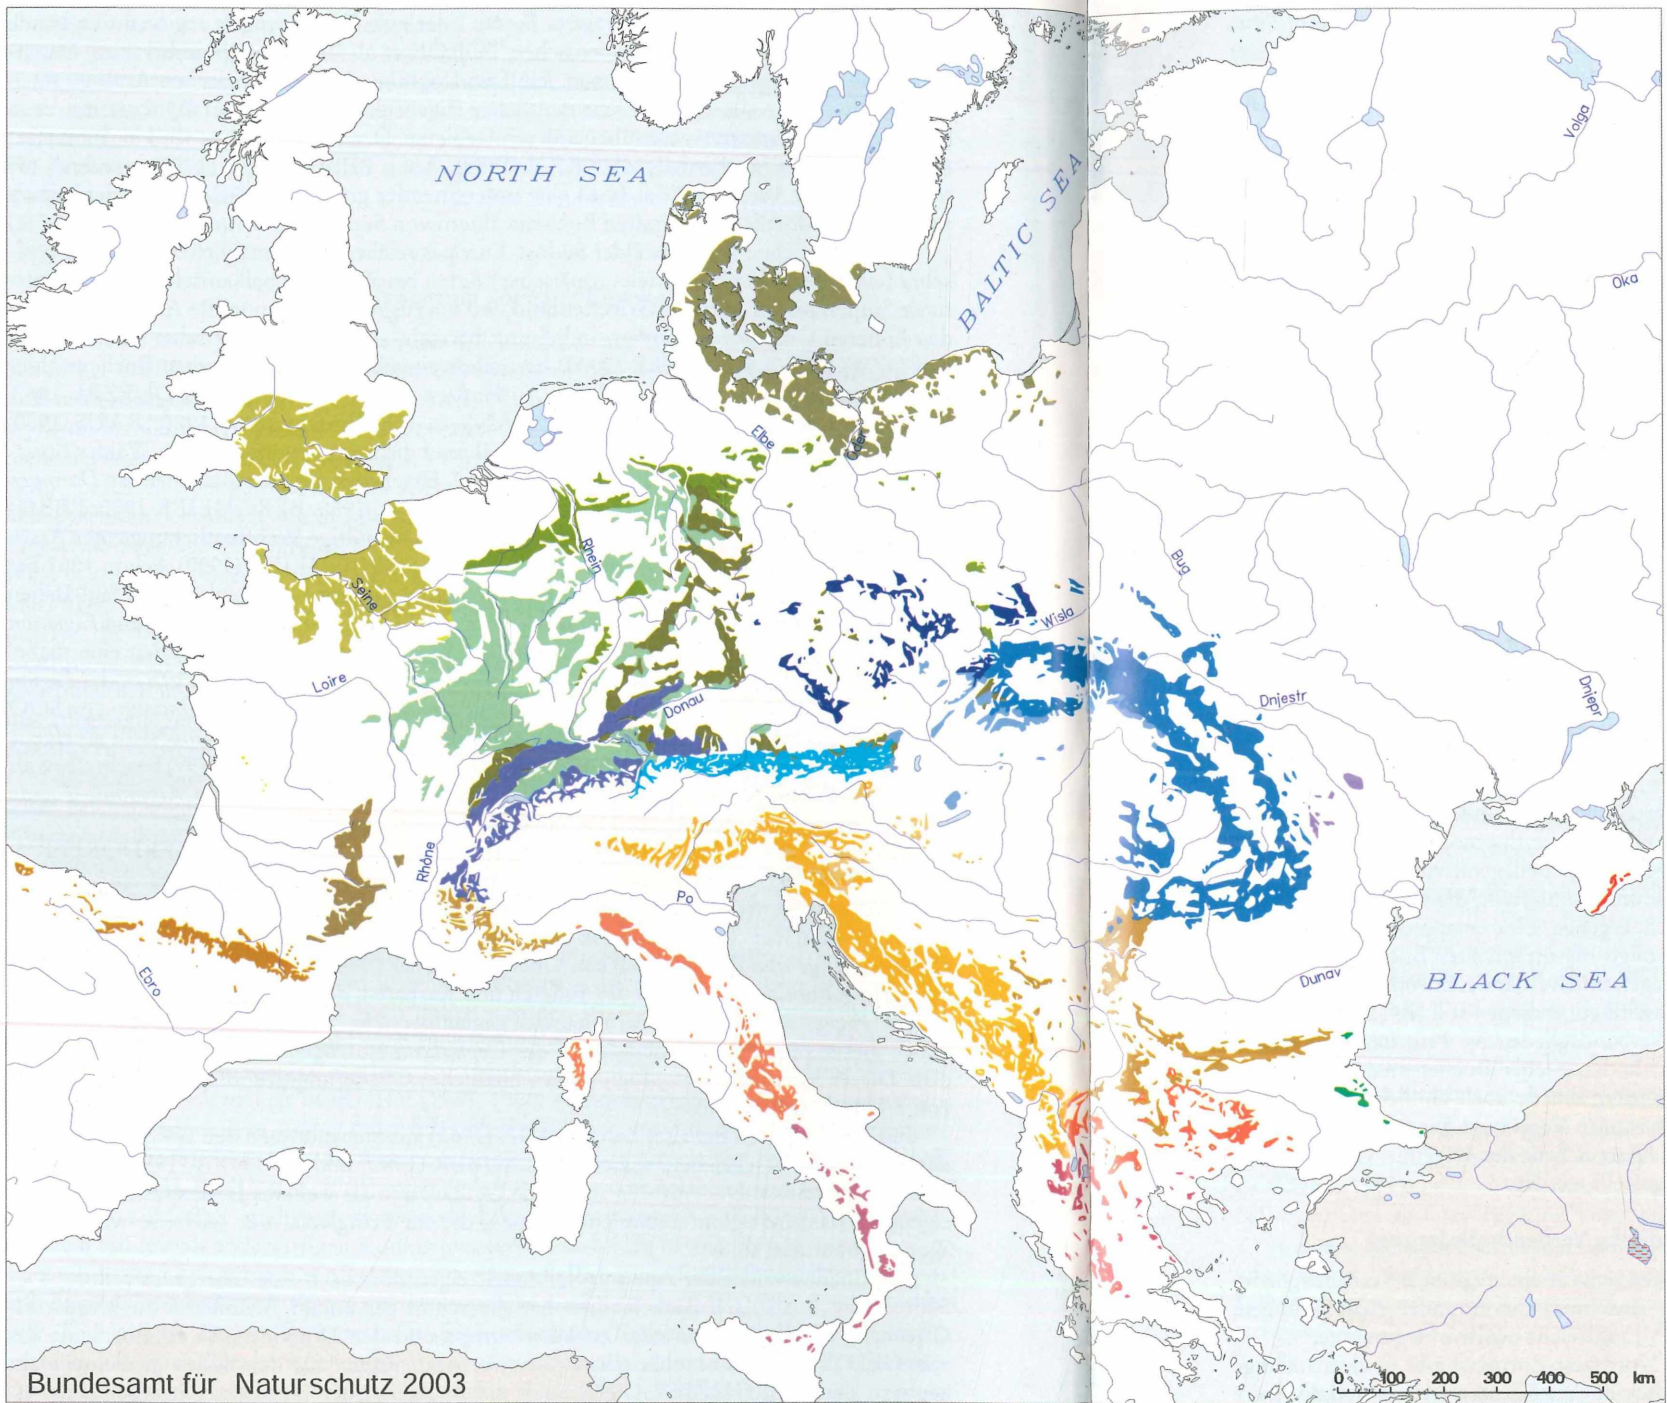 NORTH SEA
BALTIC SEA
Volga
Oka
Elbe
Oder
Rhein
Bug
Seine
Wisla
Loire
Donau
Dnjestr
Dnjepr
Rhône
Po
Ebro
Dunav
BLACK SEA
Bundesamt für Naturschutz 2003
0 100 200 300 400 500 km